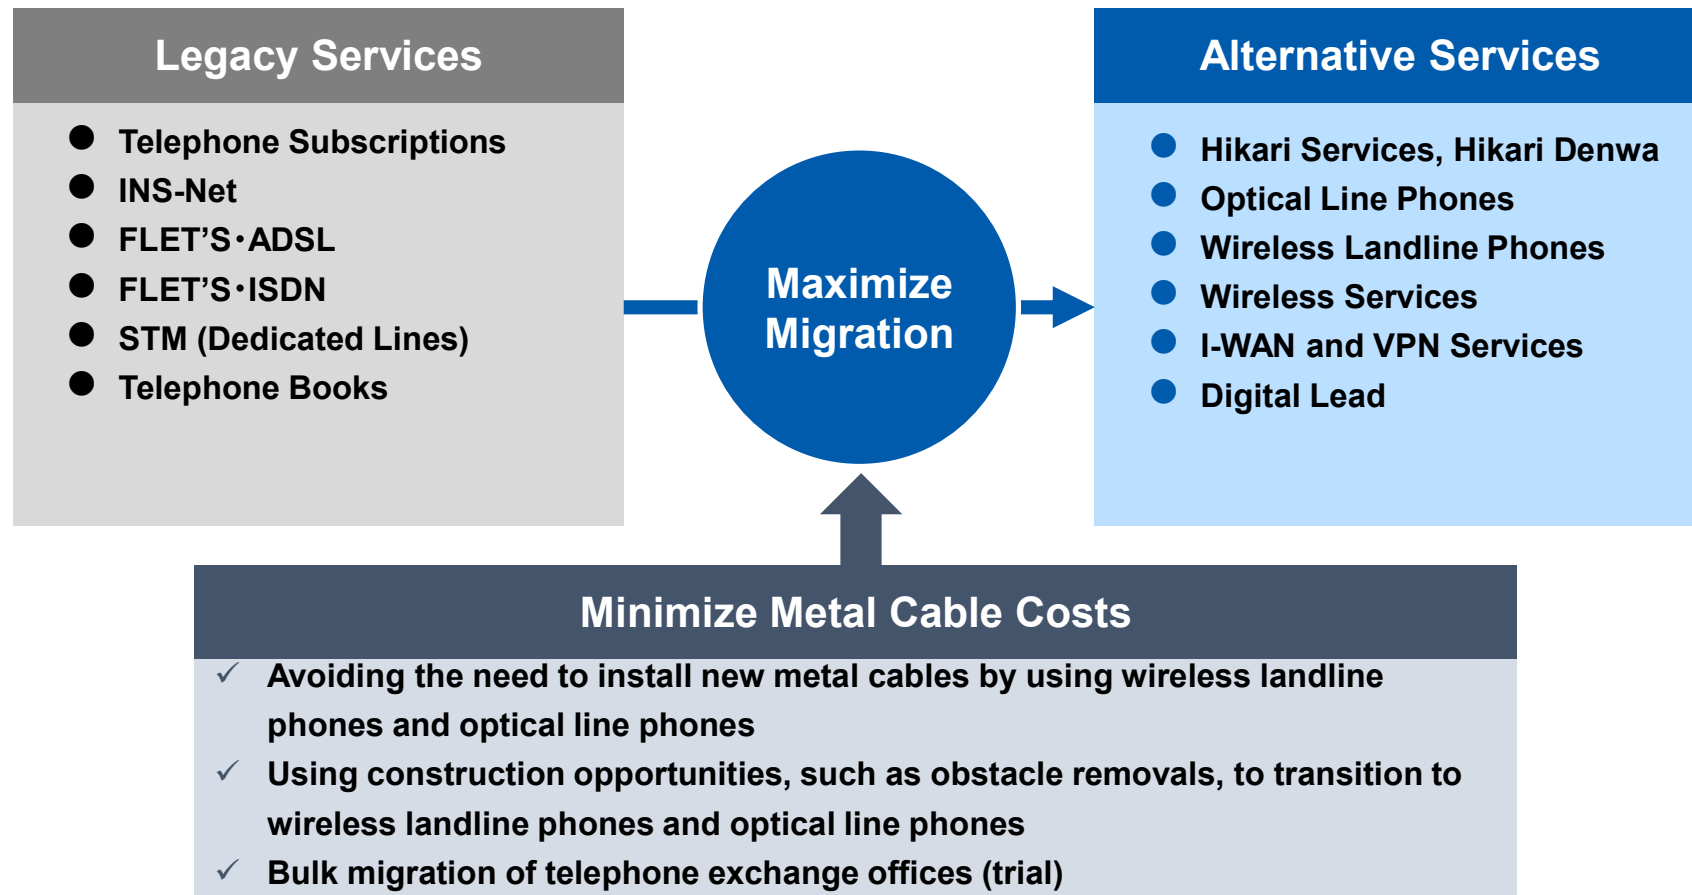 Legacy Services
● Telephone Subscriptions
● INS-Net
● FLET’S・ADSL
● FLET’S・ISDN
● STM (Dedicated Lines)
● Telephone Books
Maximize
Migration
Alternative Services
● Hikari Services, Hikari Denwa
● Optical Line Phones
● Wireless Landline Phones
● Wireless Services
● I-WAN and VPN Services
● Digital Lead
Minimize Metal Cable Costs
✓ Avoiding the need to install new metal cables by using wireless landline
phones and optical line phones
✓ Using construction opportunities, such as obstacle removals, to transition to
wireless landline phones and optical line phones
✓ Bulk migration of telephone exchange offices (trial)